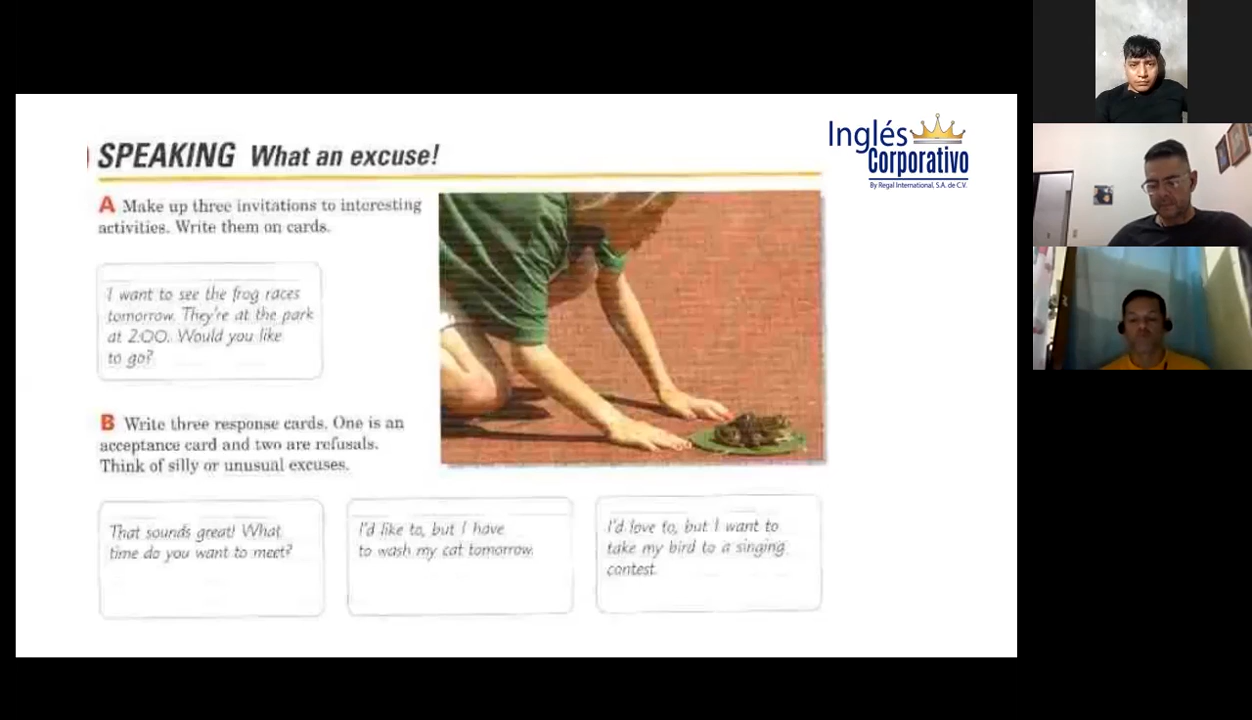 Inglés
Corporativo
By Regal International, S.A. de C.V.
SPEAKING What an excuse!
A Make up three invitations to interesting
activities. Write them on cards.
I want to see the frog races
tomorrow. They're at the park
at 2:00. Would you like
to go?
B Write three response cards. One is an
acceptance card and two are refusals.
Think of silly or unusual excuses.
That sounds great! What
time do you want to meet?
I'd like to, but I have
to wash my cat tomorrow.
I'd love to, but I want to
take my bird to a singing
contest.